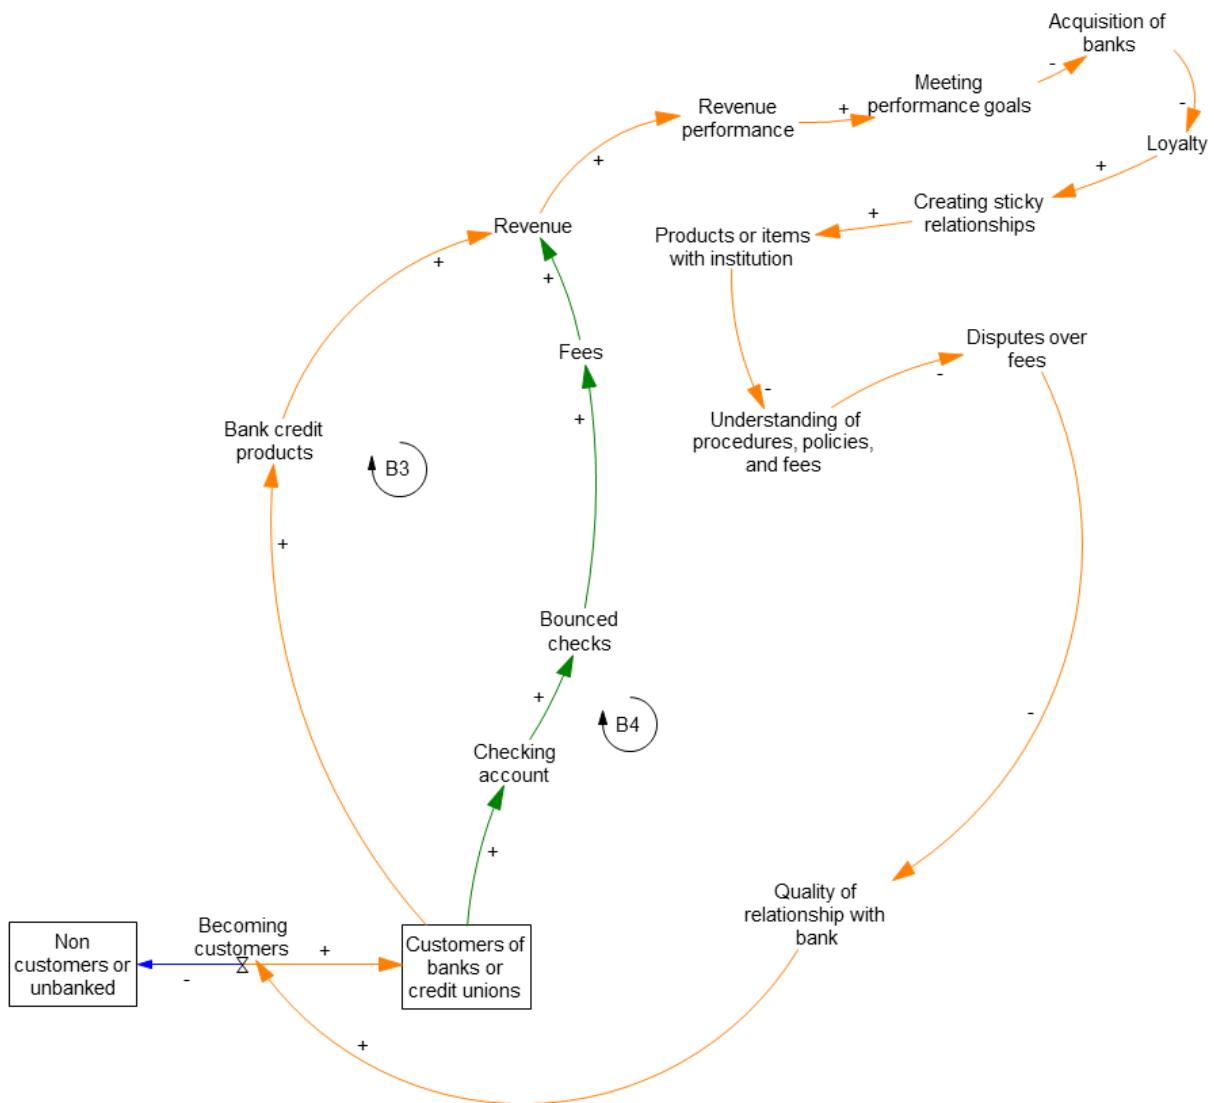 Acquisition of
banks
-
-
Meeting
performance goals
+
Revenue
performance
+
Loyalty
+
Creating sticky
relationships
+
Products or items
with institution
Revenue
+
+
Fees
Disputes over
fees
-
-
Understanding of
procedures, policies,
and fees
+
Bank credit
products
B3
+
Bounced
checks
+
B4
-
Checking
account
+
Quality of
relationship with
bank
Becoming
customers
+
-
Non
customers or
unbanked
Customers of
banks or
credit unions
+